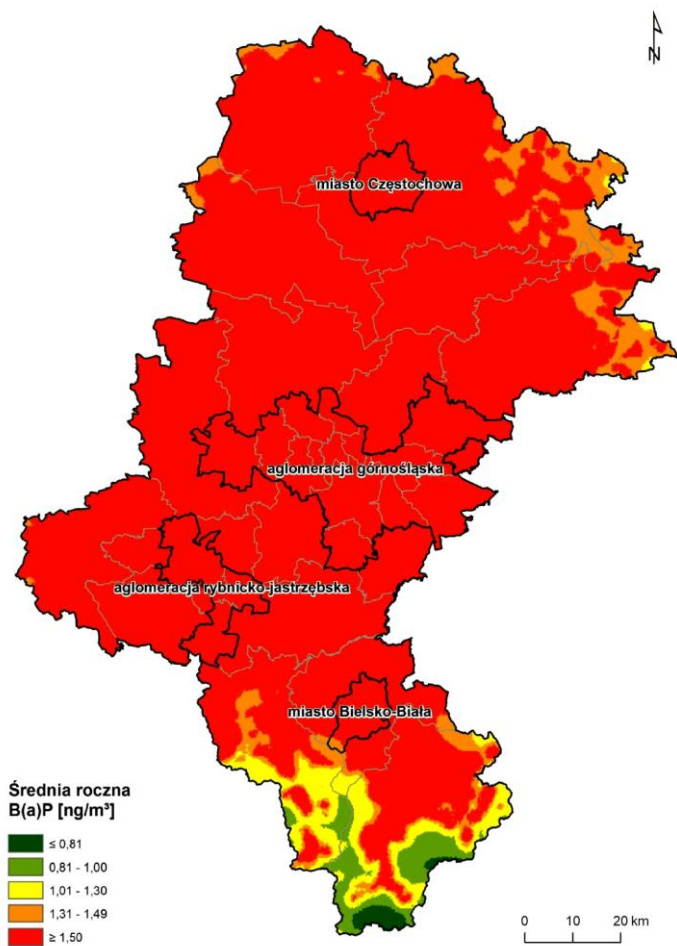 N
miasto Częstochowa
aglomeracja górnośląska
aglomeracja rybnicko-jastrzębska
miasto Bielsko-Biała
Średnia roczna
B(a)P [ng/m³]
≤ 0,81
0,81 - 1,00
1,01 - 1,30
1,31 - 1,49
≥ 1,50
0 10 20 km